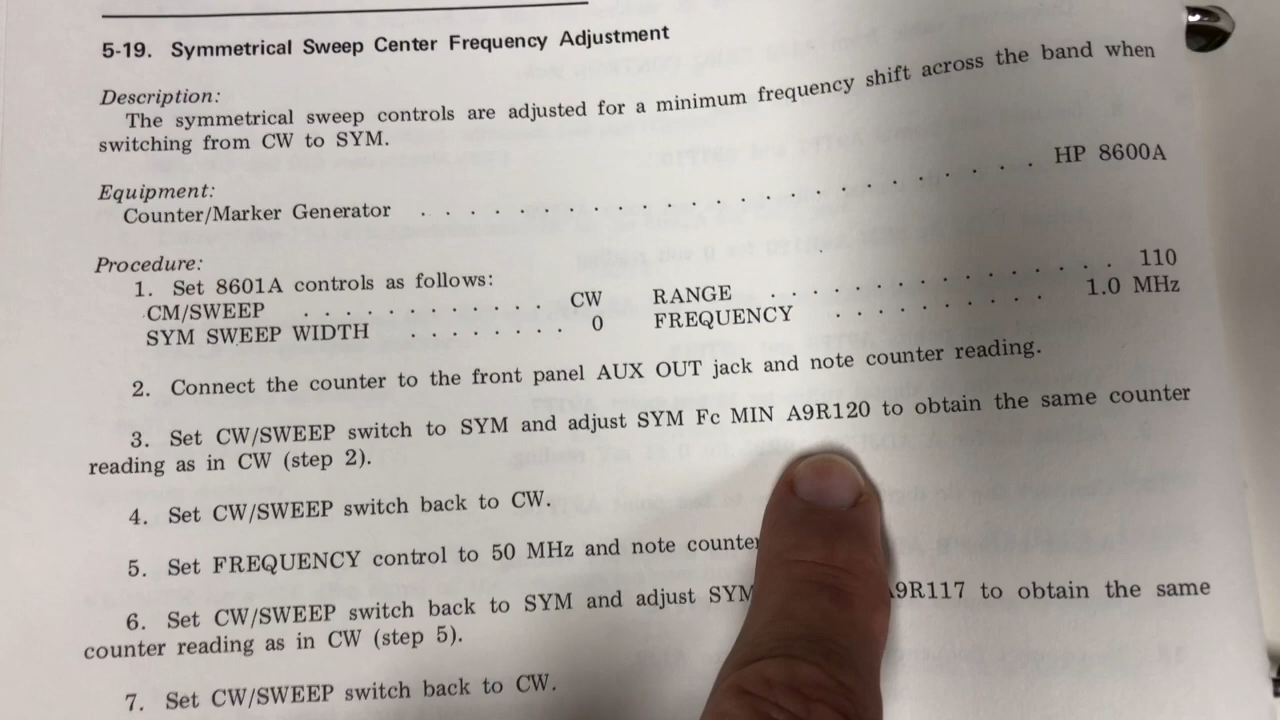 5-19. Symmetrical Sweep Center Frequency Adjustment
Description:
The symmetrical sweep controls are adjusted for a minimum frequency shift across the band when
switching from CW to SYM.
Equipment:
Counter/Marker Generator . . . . . . . . . . . . . . . . . . . . . . . . . HP 8600A
Procedure:
1. Set 8601A controls as follows:
CM/SWEEP . . . . . . . . . . CW RANGE . . . . . . . . . . . . . . 110
SYM SWEEP WIDTH . . . . . . . 0 FREQUENCY . . . . . . . . . 1.0 MHz
2. Connect the counter to the front panel AUX OUT jack and note counter reading.
3. Set CW/SWEEP switch to SYM and adjust SYM Fc MIN A9R120 to obtain the same counter
reading as in CW (step 2).
4. Set CW/SWEEP switch back to CW.
5. Set FREQUENCY control to 50 MHz and note counter
6. Set CW/SWEEP switch back to SYM and adjust SYM A9R117 to obtain the same
counter reading as in CW (step 5).
7. Set CW/SWEEP switch back to CW.